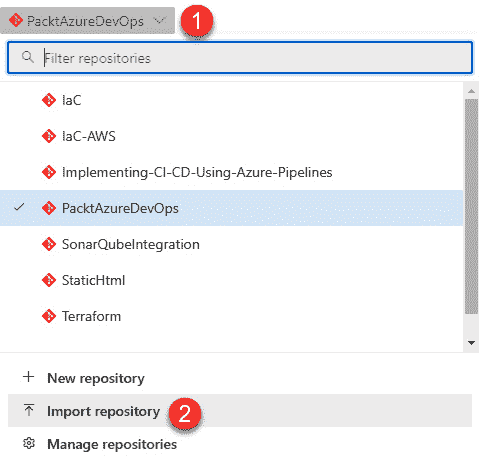 PacktAzureDevOps 1
Filter repositories
IaC
IaC-AWS
Implementing-CI-CD-Using-Azure-Pipelines
PacktAzureDevOps
SonarQubeIntegration
StaticHtml
Terraform
New repository
Import repository 2
Manage repositories